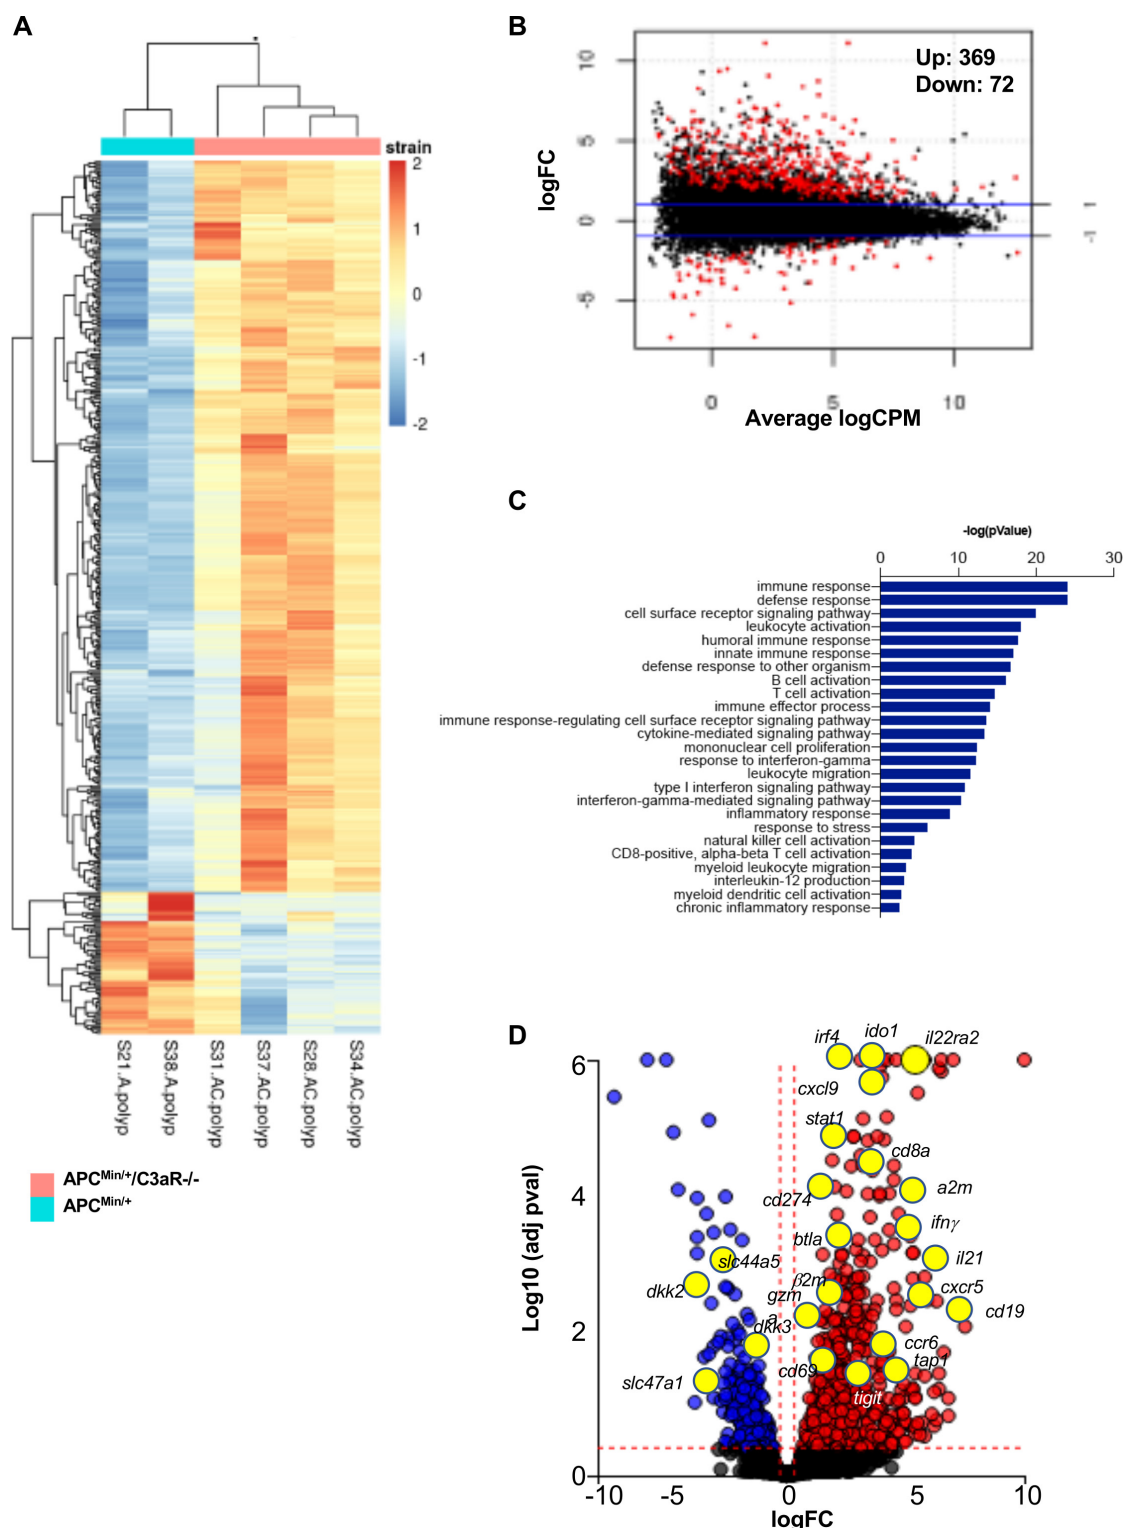 A
strain
2
1
0
-1
-2
S21.A.polyp
S38.A.polyp
S31.AC.polyp
S37.AC.polyp
S28.AC.polyp
S34.AC.polyp
APCMin/+/C3aR-/-
APCMin/+
B
Up: 369
Down: 72
logFC
10
5
0
-5
1
-1
0
5
10
Average logCPM
C
-log(pValue)
0 10 20 30
immune response
defense response
cell surface receptor signaling pathway
leukocyte activation
humoral immune response
innate immune response
defense response to other organism
B cell activation
T cell activation
immune effector process
immune response-regulating cell surface receptor signaling pathway
cytokine-mediated signaling pathway
mononuclear cell proliferation
response to interferon-gamma
leukocyte migration
type I interferon signaling pathway
interferon-gamma-mediated signaling pathway
inflammatory response
response to stress
natural killer cell activation
CD8-positive, alpha-beta T cell activation
myeloid leukocyte migration
interleukin-12 production
myeloid dendritic cell activation
chronic inflammatory response
D
Log10 (adj pval)
6
4
2
0
irf4
ido1
il22ra2
cxcl9
stat1
cd8a
cd274
a2m
btla
ifnγ
il21
slc44a5
dkk2
β2m
gzm
a
cxcr5
cd19
dkk3
ccr6
tap1
cd69
tigit
slc47a1
-10 -5 0 5 10
logFC